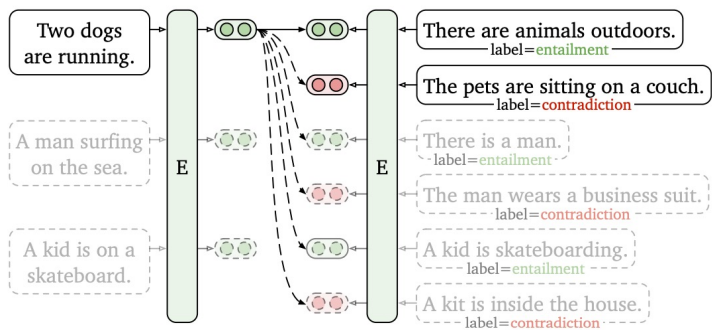 Two dogs
are running.
A man surfing
on the sea.
A kid is on a
skateboard.
E
E
There are animals outdoors.
label=entailment
The pets are sitting on a couch.
label=contradiction
There is a man.
label=entailment
The man wears a business suit.
label=contradiction
A kid is skateboarding.
label=entailment
A kit is inside the house.
label=contradiction